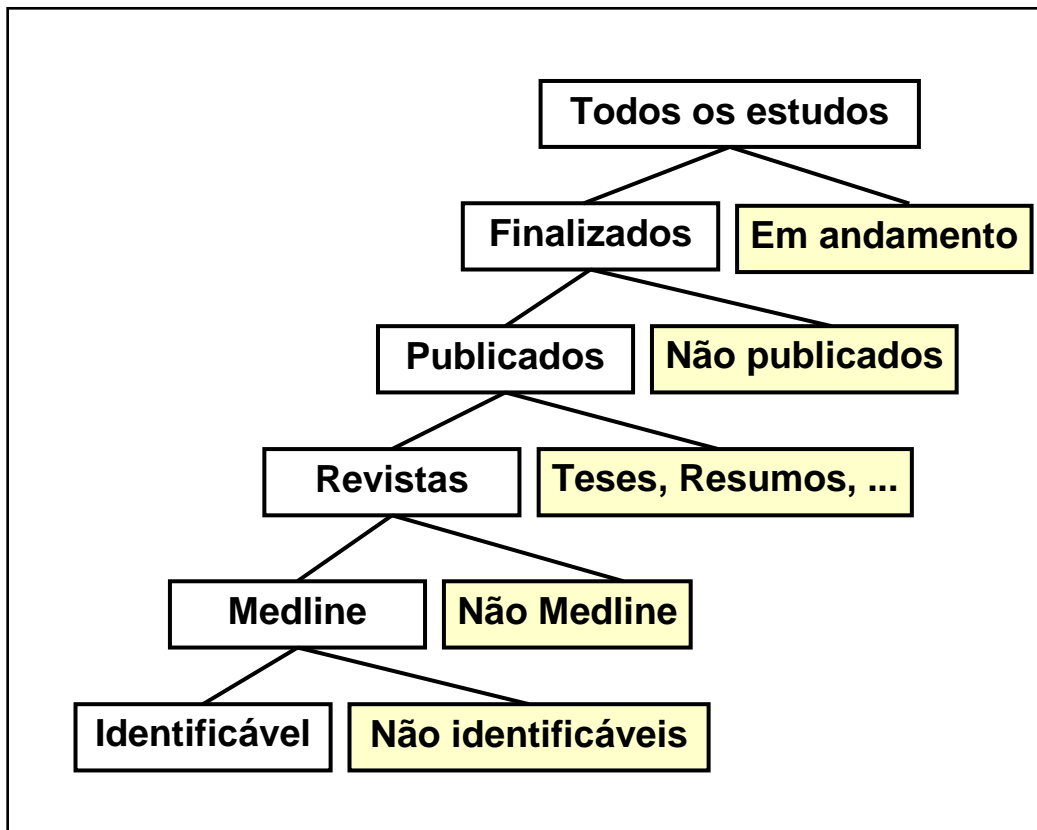 Todos os estudos
Finalizados
Em andamento
Publicados
Não publicados
Revistas
Teses, Resumos, ...
Medline
Não Medline
Identificável
Não identificáveis